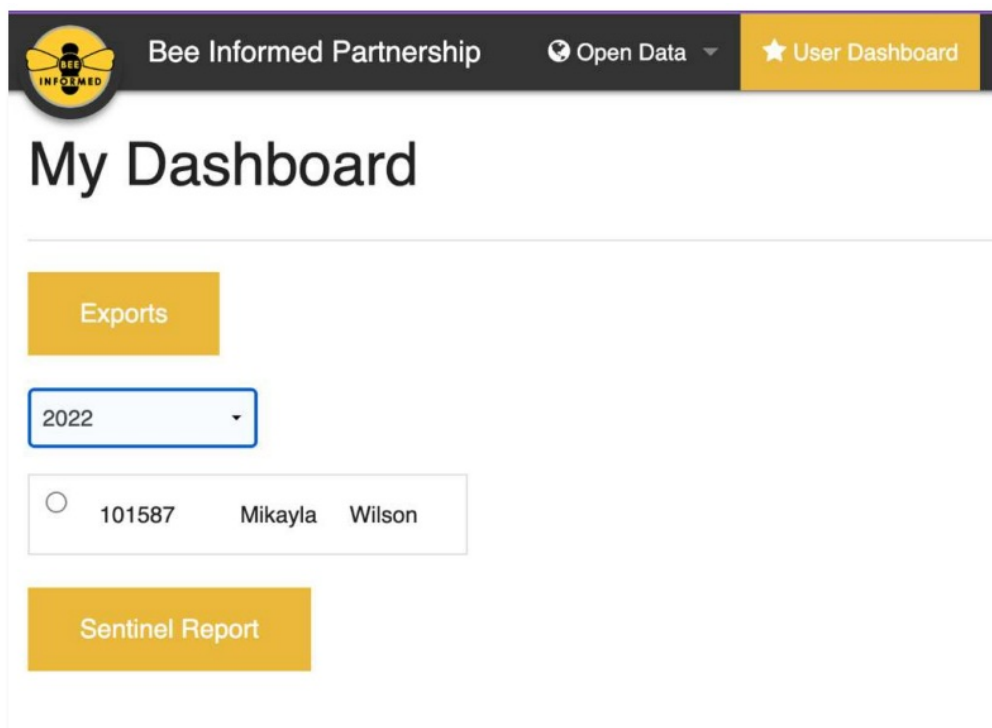 BEE
INFORMED
Bee Informed Partnership Open Data User Dashboard
My Dashboard
Exports
2022
101587 Mikayla Wilson
Sentinel Report